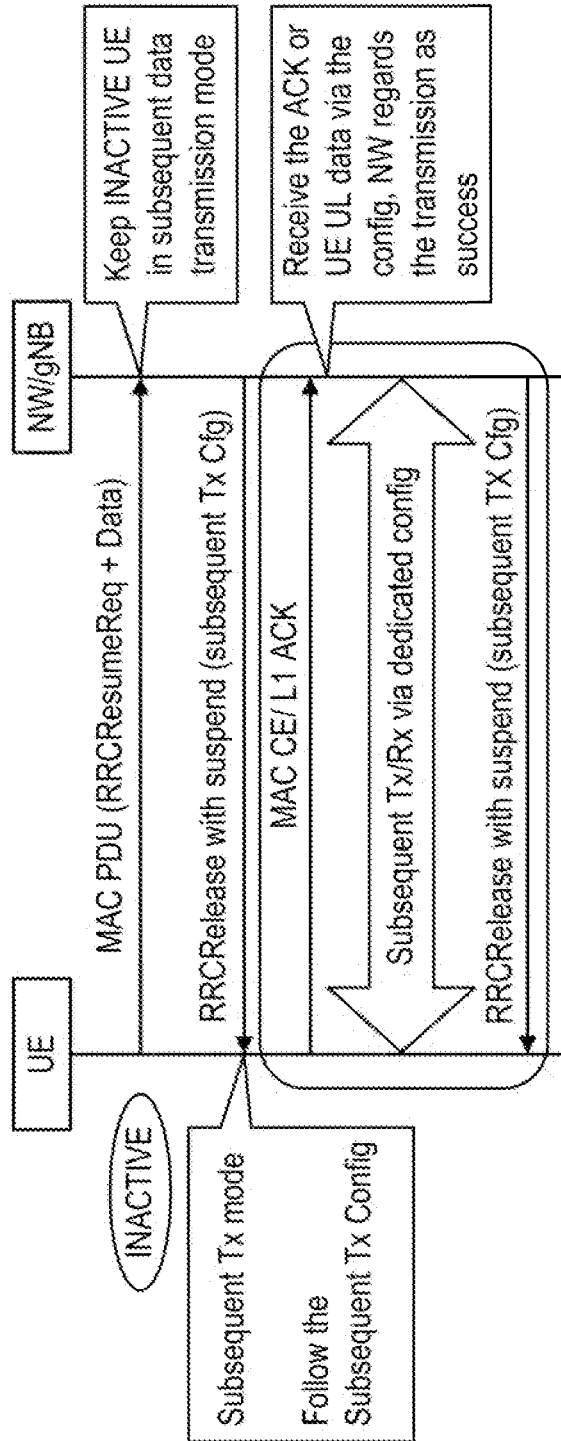 UE
NW/gNB
INACTIVE
MAC PDU (RRCResumeReq + Data)
Keep INACTIVE UE
in subsequent data
transmission mode
RRCRelease with suspend (subsequent Tx Cfg)
Subsequent Tx mode
Follow the
Subsequent Tx Config
MAC CE/ L1 ACK
Receive the ACK or
UE UL data via the
config, NW regards
the transmission as
success
Subsequent Tx/Rx via dedicated config
RRCRelease with suspend (subsequent TX Cfg)